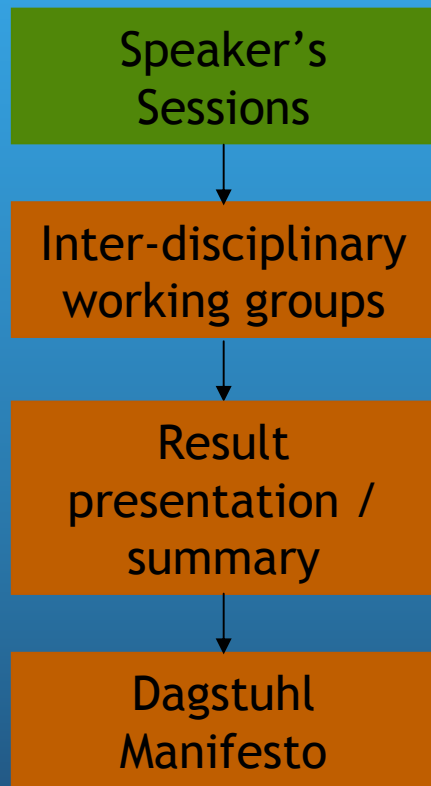 Speaker’s
Sessions
Inter-disciplinary
working groups
Result
presentation /
summary
Dagstuhl
Manifesto